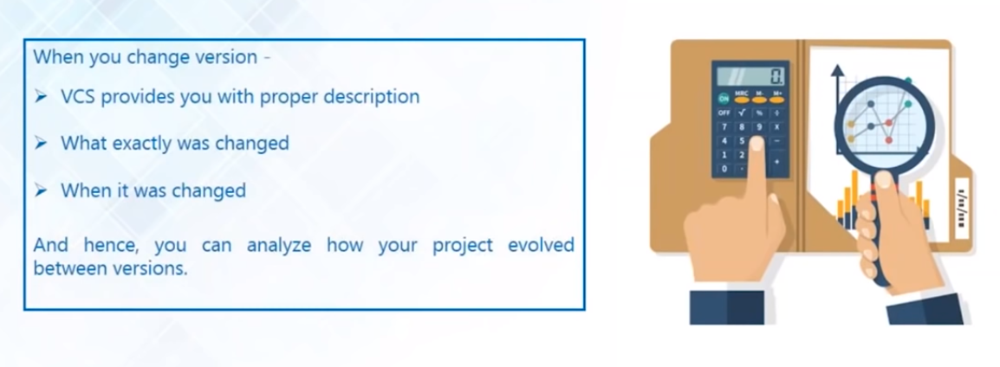 When you change version -
➢ VCS provides you with proper description
➢ What exactly was changed
➢ When it was changed
And hence, you can analyze how your project evolved
between versions.
0.
MRC M- M+
ON
OFF √ % ÷
7 8 9 X
4 5 -
1 2 +
0 .